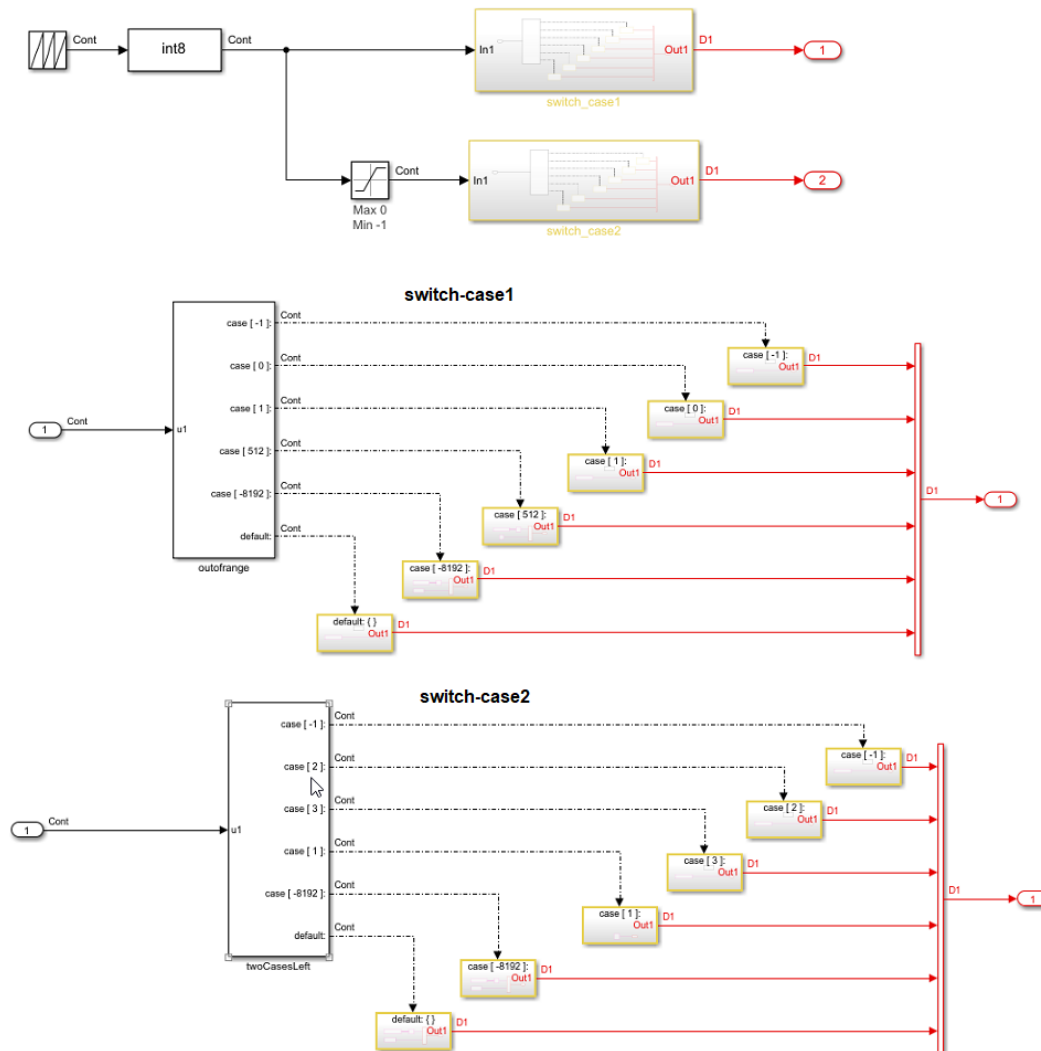 Cont
int8
Cont
In1
Out1
D1
1
switch_case1
Cont
In1
Out1
D1
2
Max 0
Min -1
switch_case2
switch-case1
1
Cont
u1
case [ -1 ]:
Cont
case [ 0 ]:
Cont
case [ 1 ]:
Cont
case [ 512 ]:
Cont
case [ -8192 ]:
Cont
default:
Cont
outofrange
case [ -1 ]:
Out1
D1
case [ 0 ]:
Out1
D1
case [ 1 ]:
Out1
D1
case [ 512 ]:
Out1
D1
case [ -8192 ]:
Out1
D1
default: { }
Out1
D1
D1
1
switch-case2
1
Cont
u1
case [ -1 ]:
Cont
case [ 2 ]:
Cont
case [ 3 ]:
Cont
case [ 1 ]:
Cont
case [ -8192 ]:
Cont
default:
Cont
twoCasesLeft
case [ -1 ]:
Out1
D1
case [ 2 ]:
Out1
D1
case [ 3 ]:
Out1
D1
case [ 1 ]:
Out1
D1
case [ -8192 ]:
Out1
D1
default: { }
Out1
D1
D1
1